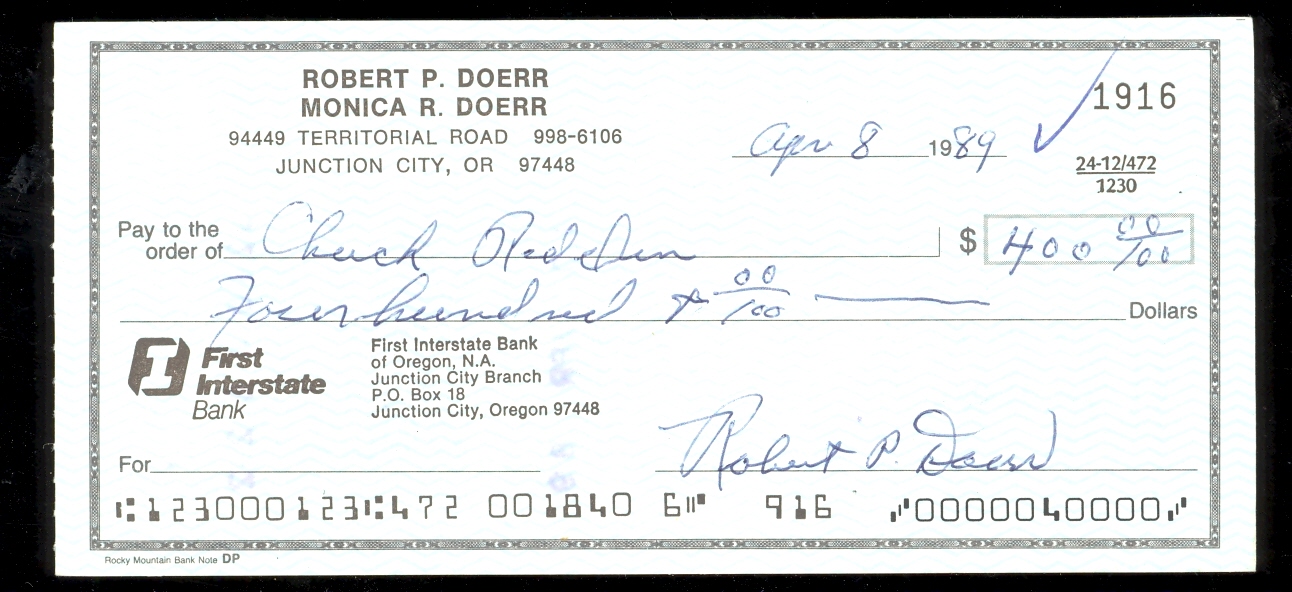 ROBERT P. DOERR
MONICA R. DOERR
94449 TERRITORIAL ROAD 998-6106
JUNCTION CITY, OR 97448
1916
Apr 8 1989
24-12/472
1230
Pay to the
order of Chuck Redden
$ 400 00/100
Four hundred + 00/100
Dollars
First
Interstate
Bank
First Interstate Bank
of Oregon, N.A.
Junction City Branch
P.O. Box 18
Junction City, Oregon 97448
For
Robert P. Doerr
⑆123000123⑆472 001840 6⑈ 916 ⑇0000040000⑇
Rocky Mountain Bank Note DP